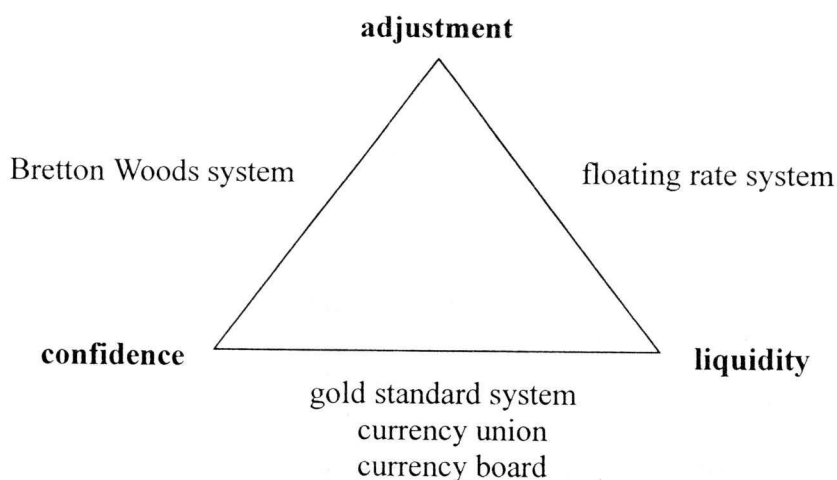 adjustment
Bretton Woods system
floating rate system
confidence
liquidity
gold standard system
currency union
currency board